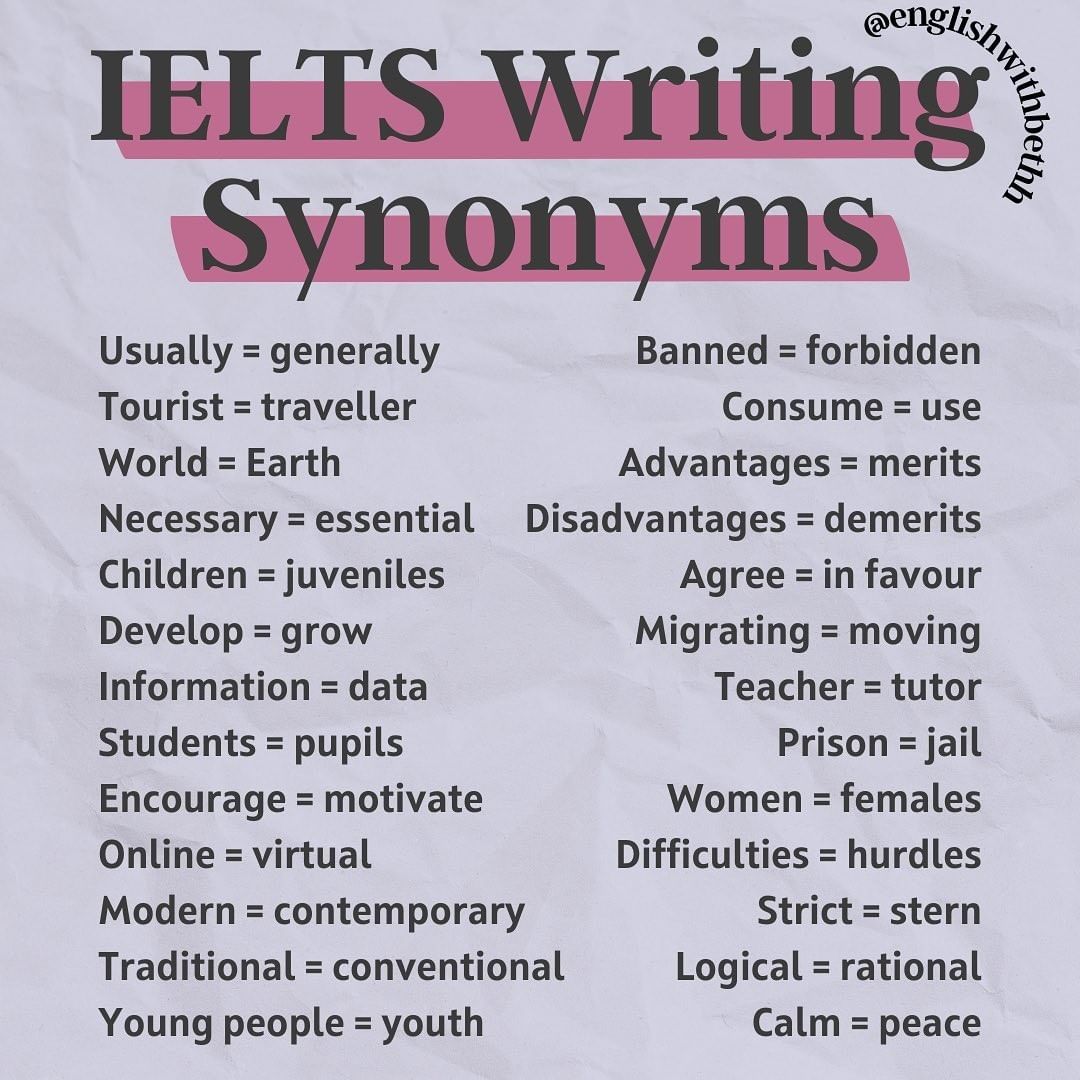 @englishwithbethh
IELTS Writing
Synonyms
Usually = generally
Tourist = traveller
World = Earth
Necessary = essential
Children = juveniles
Develop = grow
Information = data
Students = pupils
Encourage = motivate
Online = virtual
Modern = contemporary
Traditional = conventional
Young people = youth
Banned = forbidden
Consume = use
Advantages = merits
Disadvantages = demerits
Agree = in favour
Migrating = moving
Teacher = tutor
Prison = jail
Women = females
Difficulties = hurdles
Strict = stern
Logical = rational
Calm = peace